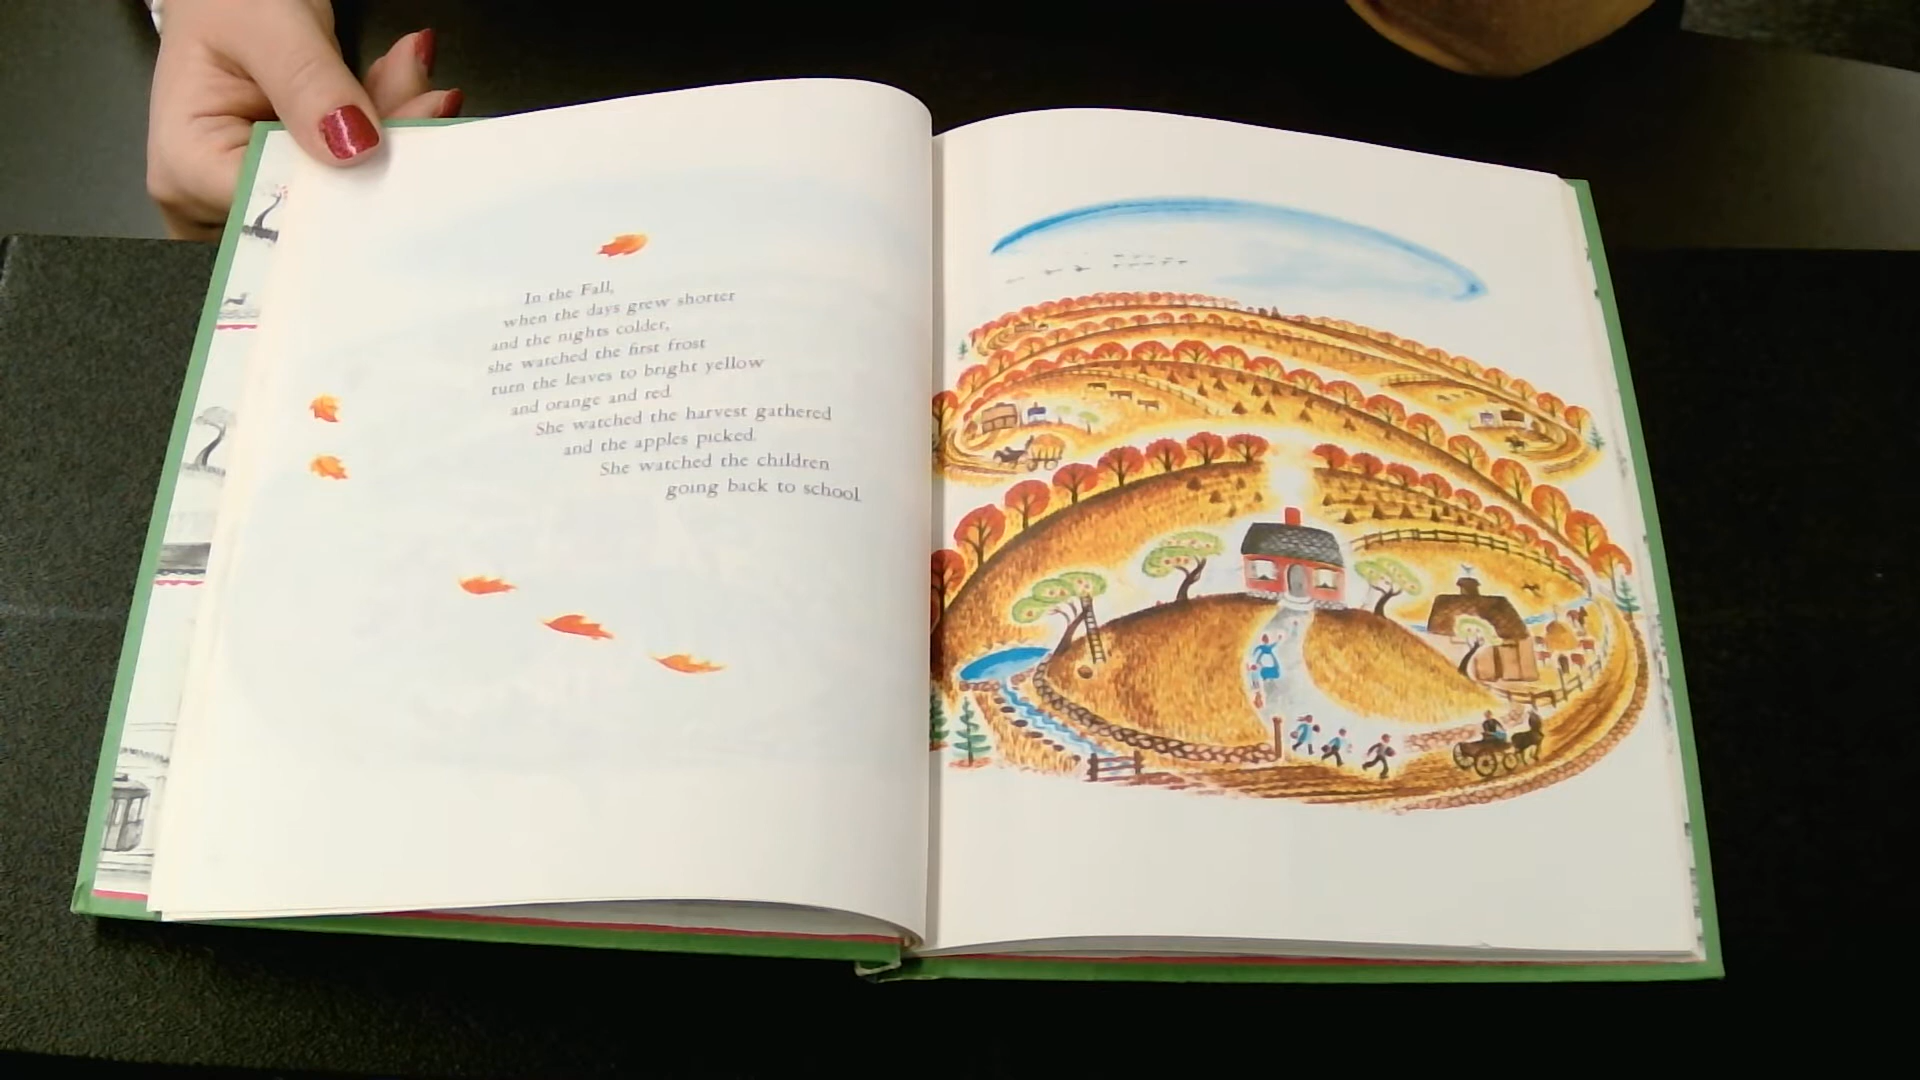 In the Fall,
when the days grew shorter
and the nights colder,
she watched the first frost
turn the leaves to bright yellow
and orange and red.
She watched the harvest gathered
and the apples picked.
She watched the children
going back to school.